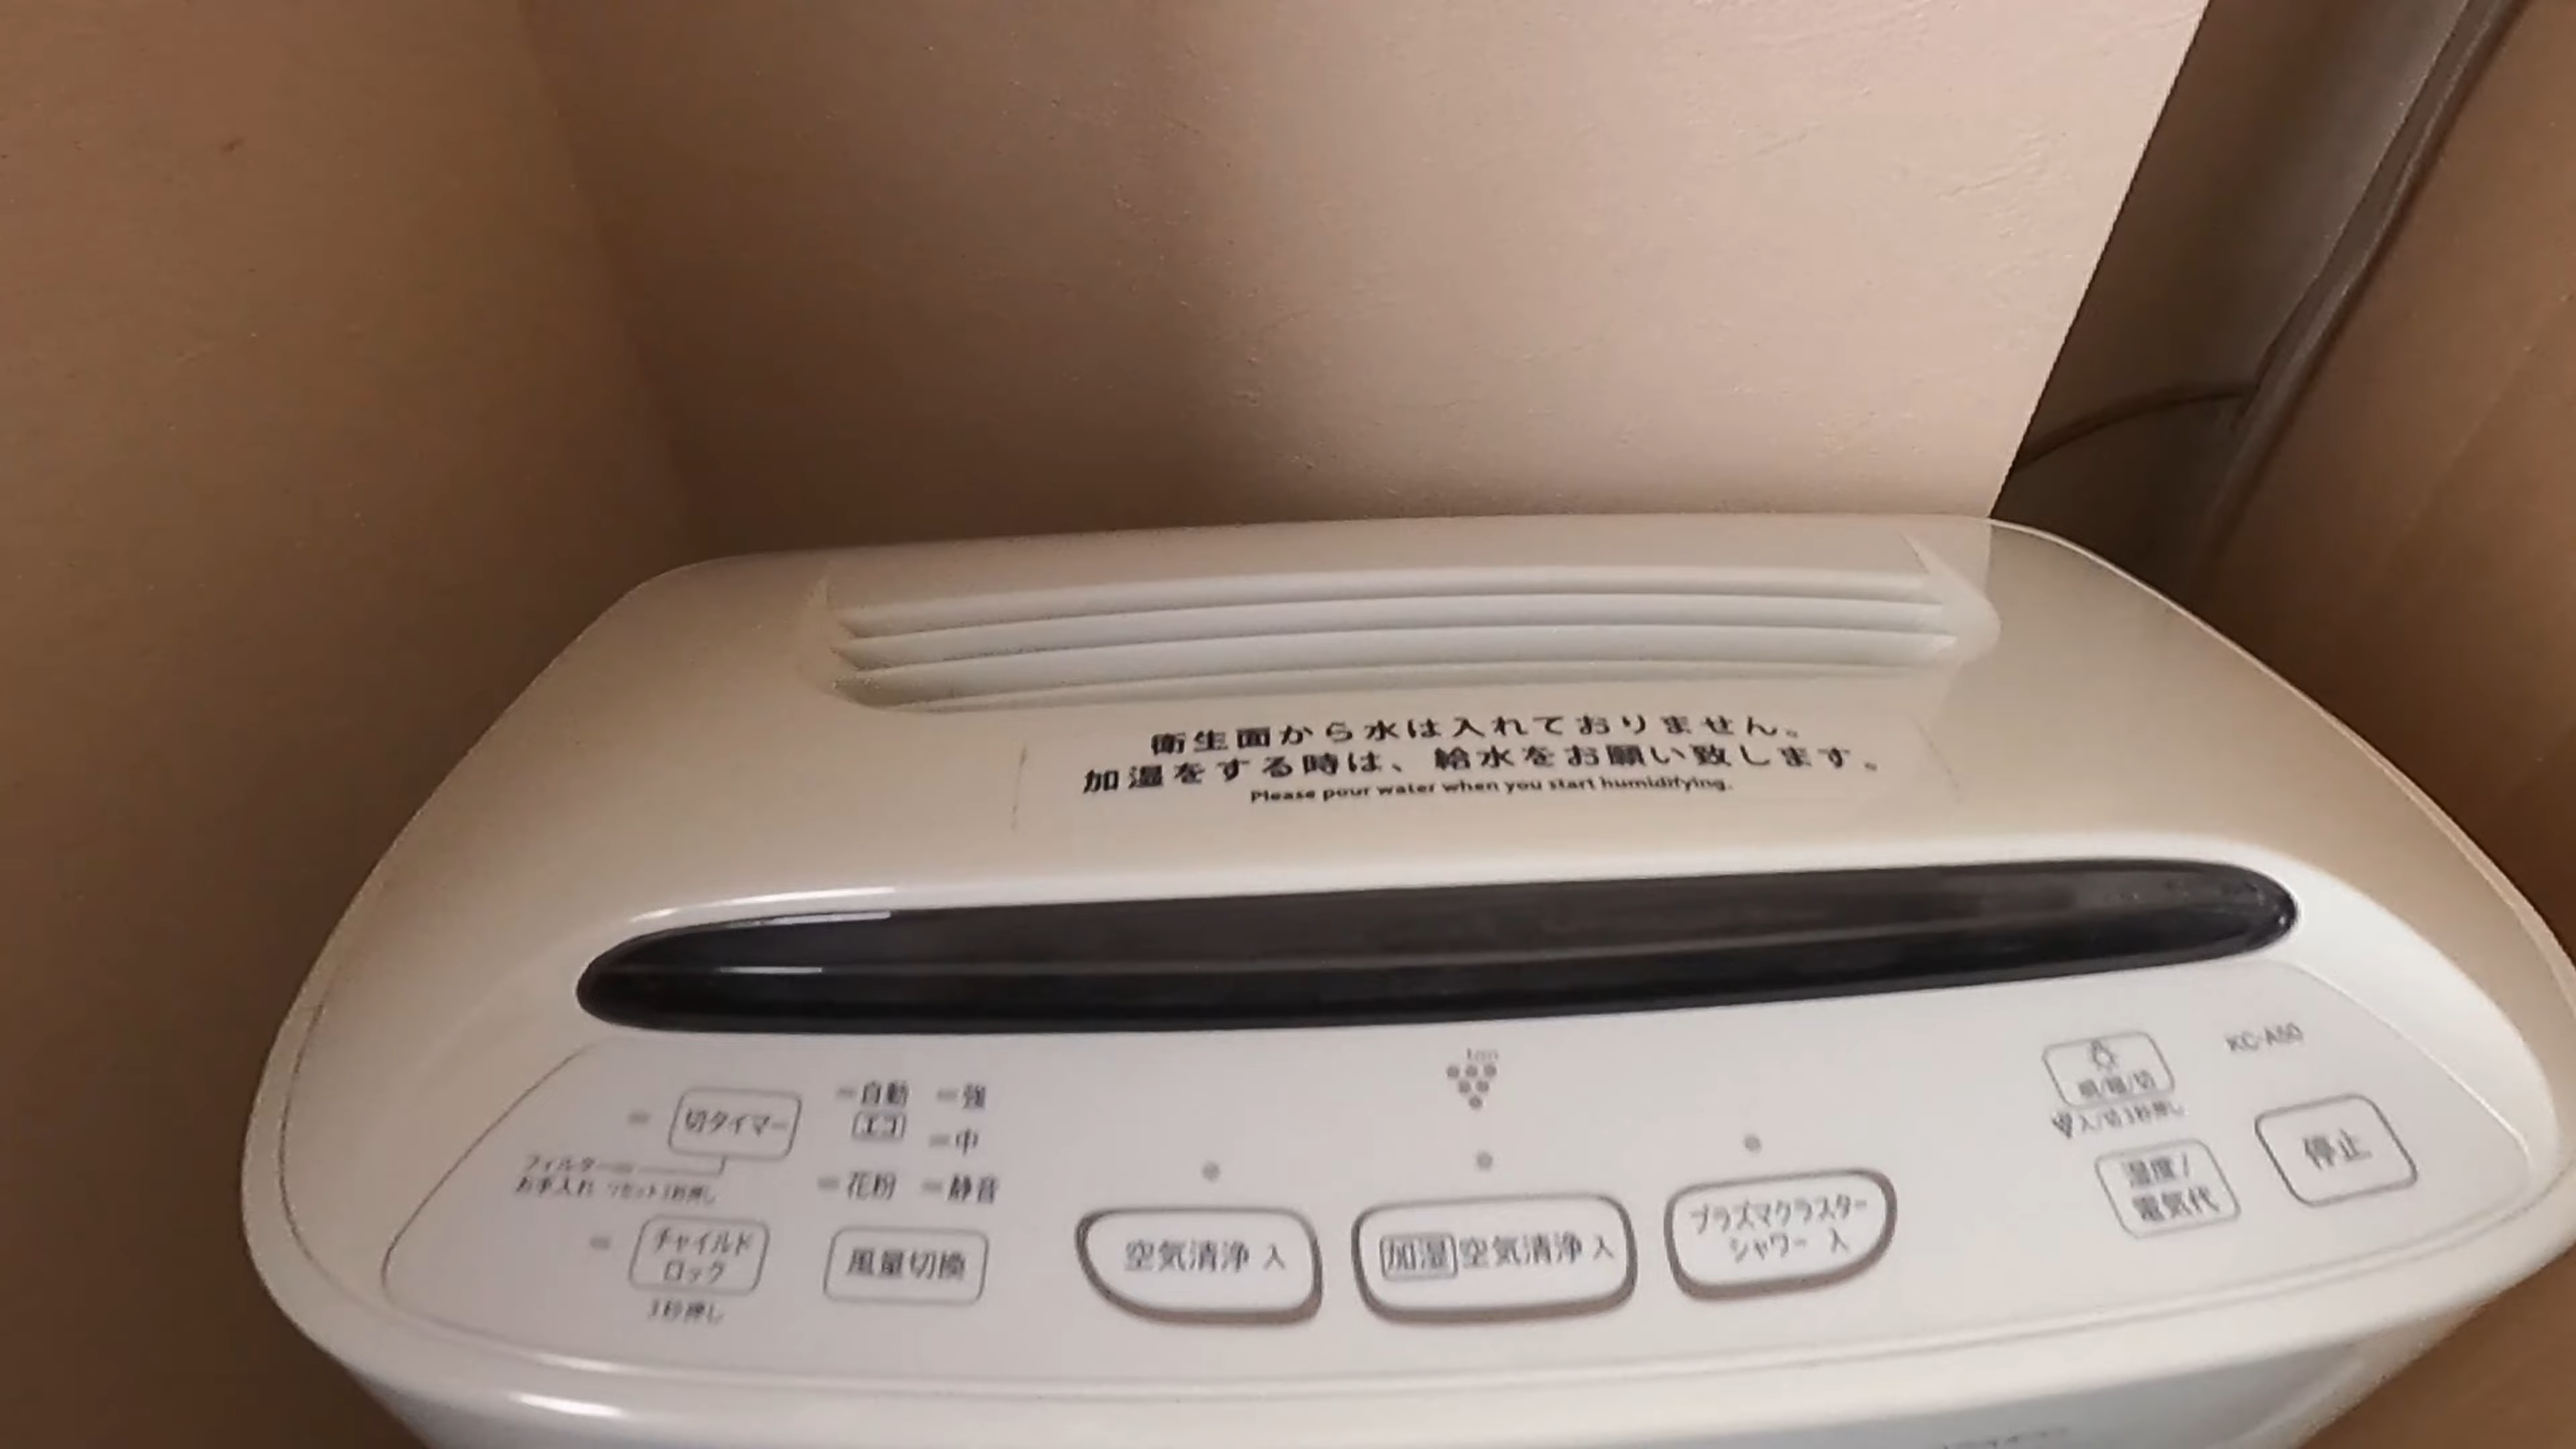 衛生面から水は入れておりません。
加湿をする時は、給水をお願い致します。
Please pour water when you start humidifying.
ion
KC-A50
明/暗/切
入/切3秒押し
切タイマー
自動
強
エコ
中
フィルター
お手入れ リセット3秒押し
花粉
静音
チャイルド
ロック
3秒押し
風量切換
空気清浄 入
加湿 空気清浄 入
プラズマクラスター
シャワー 入
湿度/
電気代
停止